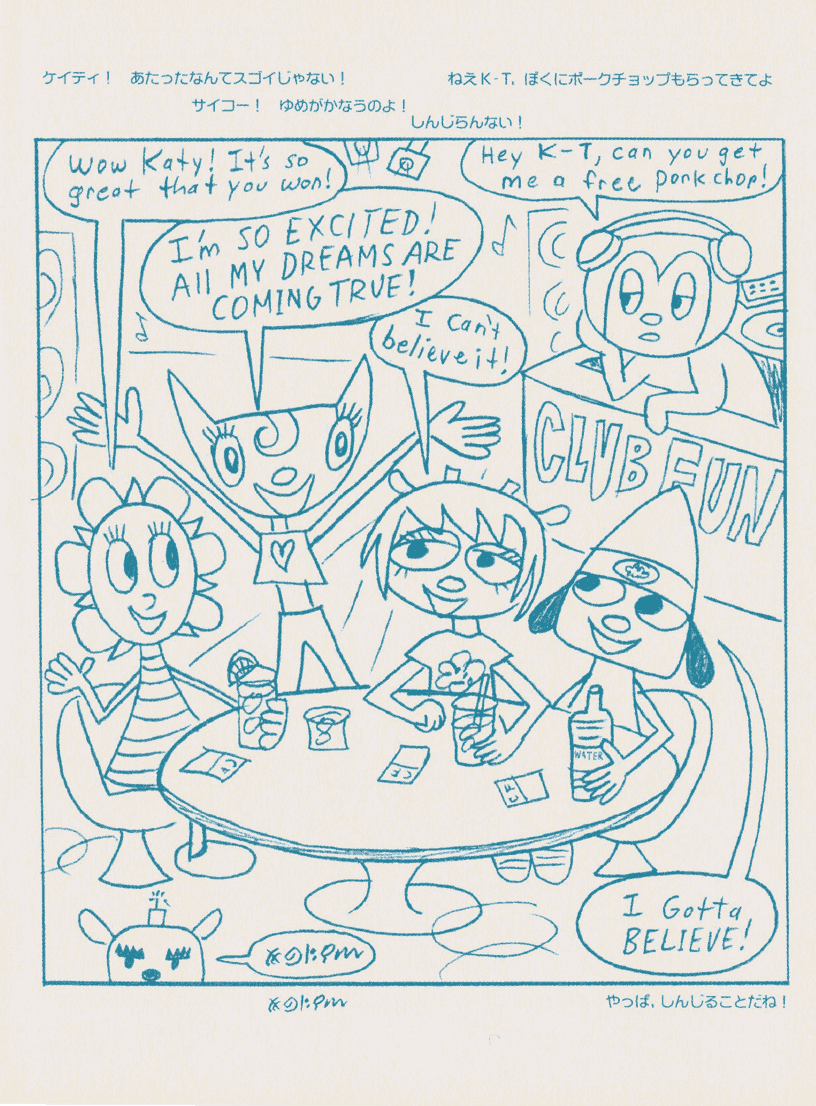 ケイティ! あたったなんてスゴイじゃない!
ねえK-T, ぼくにポークチョップもらってきてよ
サイコー! ゆめがかなうのよ!
しんじらんない!
Wow Katy! It's so
great that you won!
Hey K-T, can you get
me a free Porkchop!
I'm SO EXCITED!
All MY DREAMS ARE
COMING TRUE!
I can't
believe it!
CLUB FUN
WATER
CF
CF
CF
I Gotta
BELIEVE!
やっぱ, しんじることだね!